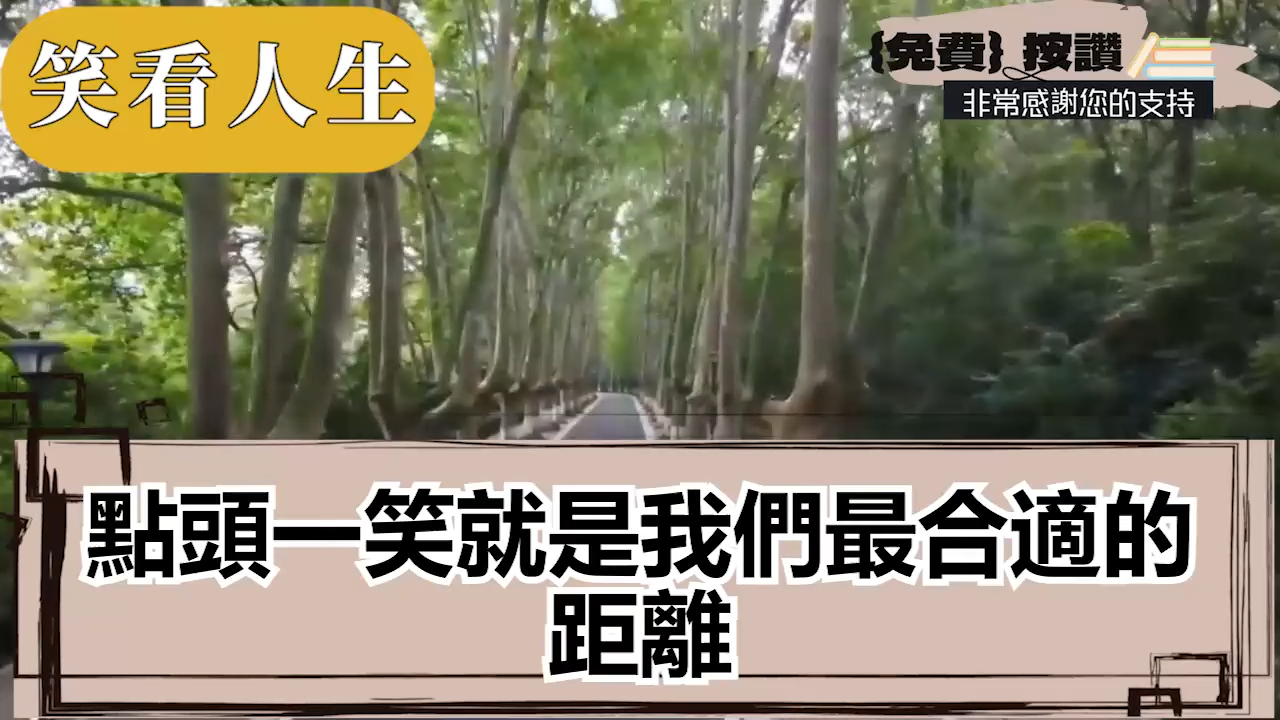 笑看人生
{免費} 按讚
非常感謝您的支持
點頭一笑就是我們最合適的
距離